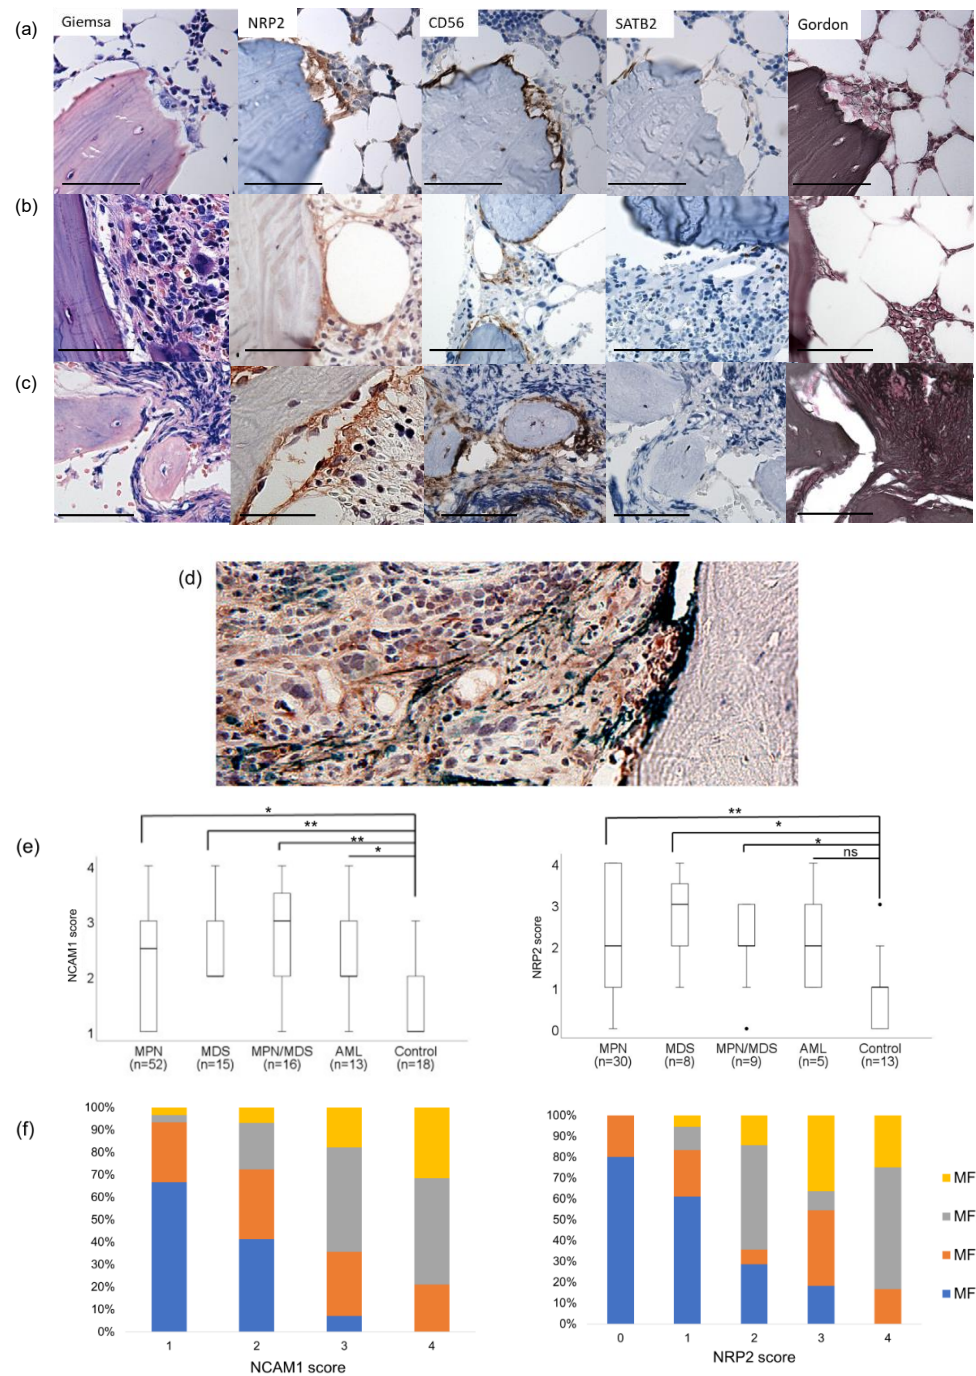 (a) Giemsa NRP2 CD56 SATB2 Gordon
(b)
(c)
(d)
(e)
* ** ** *
NCAM1 score
4
3
2
1
MPN MDS MPN/MDS AML Control
(n=52) (n=15) (n=16) (n=13) (n=18)
** * * ns
NRP2 score
4
3
2
1
0
MPN MDS MPN/MDS AML Control
(n=30) (n=8) (n=9) (n=5) (n=13)
(f)
100%
90%
80%
70%
60%
50%
40%
30%
20%
10%
0%
1 2 3 4
NCAM1 score
100%
90%
80%
70%
60%
50%
40%
30%
20%
10%
0%
0 1 2 3 4
NRP2 score
MF
MF
MF
MF